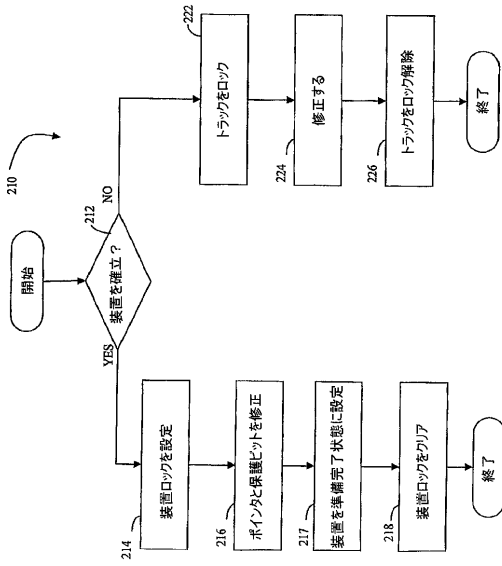 210
開始
212
装置を確立？
YES
NO
214
装置ロックを設定
216
ポインタと保護ビットを修正
217
装置を準備完了状態に設定
218
装置ロックをクリア
終了
222
トラックをロック
224
修正する
226
トラックをロック解除
終了